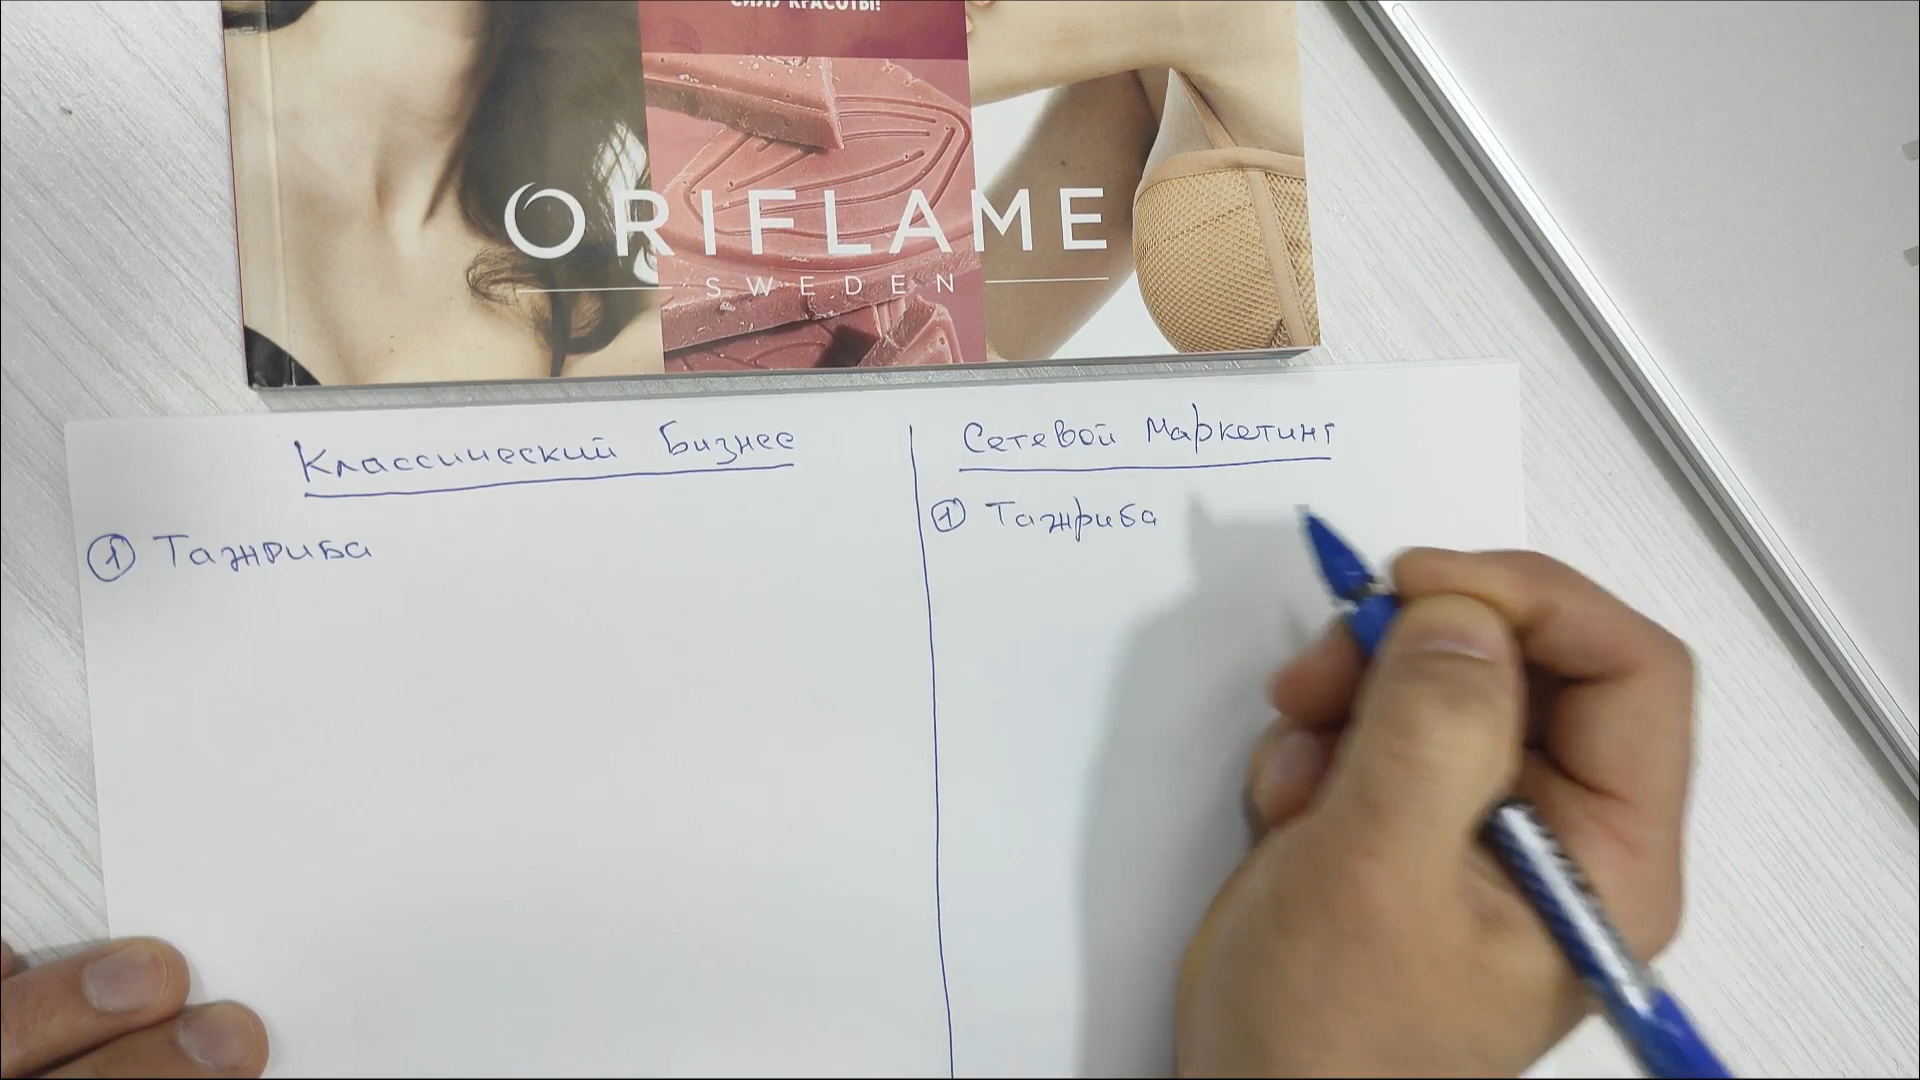 СИЛУ КРАСОТЫ!
ORIFLAME
SWEDEN
Классический Бизнес
Сетевой Маркетинг
① Тажриба
① Тажриба